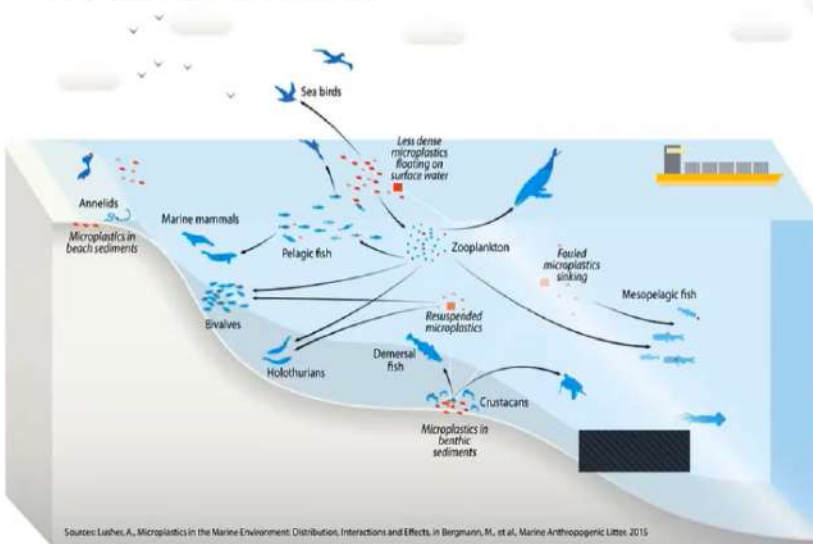 Sea birds
Less dense
microplastics
floating on
surface water
Annelids
Microplastics in
beach sediments
Marine mammals
Pelagic fish
Zooplankton
Fouled
microplastics
sinking
Mesopelagic fish
Bivalves
Resuspended
microplastics
Holothurians
Demersal
fish
Crustacans
Microplastics in
benthic
sediments
Sources: Lusher, A., Microplastics in the Marine Environment: Distribution, Interactions and Effects, in Bergmann, M., et al., Marine Anthropogenic Litter, 2015